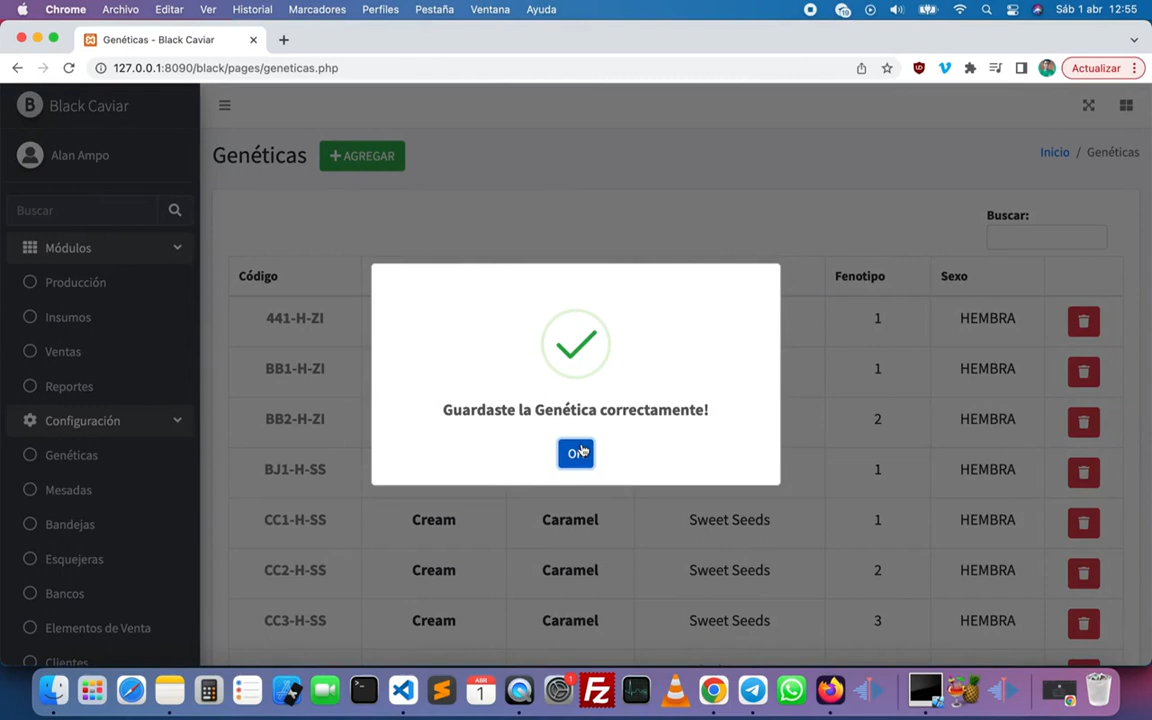 Chrome Archivo Editar Ver Historial Marcadores Perfiles Pestaña Ventana Ayuda Sáb 1 abr 12:55
Genéticas - Black Caviar
127.0.0.1:8090/black/pages/geneticas.php Actualizar
B Black Caviar
Alan Ampo
Genéticas + AGREGAR Inicio / Genéticas
Buscar
Buscar:
Módulos
Producción
Insumos
Ventas
Reportes
Configuración
Genéticas
Mesadas
Bandejas
Esquejeras
Bancos
Elementos de Venta
Clientes
Código Fenotipo Sexo
441-H-ZI 1 HEMBRA
BB1-H-ZI 1 HEMBRA
BB2-H-ZI 2 HEMBRA
BJ1-H-SS 1 HEMBRA
CC1-H-SS Cream Caramel Sweet Seeds 1 HEMBRA
CC2-H-SS Cream Caramel Sweet Seeds 2 HEMBRA
CC3-H-SS Cream Caramel Sweet Seeds 3 HEMBRA
Guardaste la Genética correctamente!
ABR
1
1
Fz